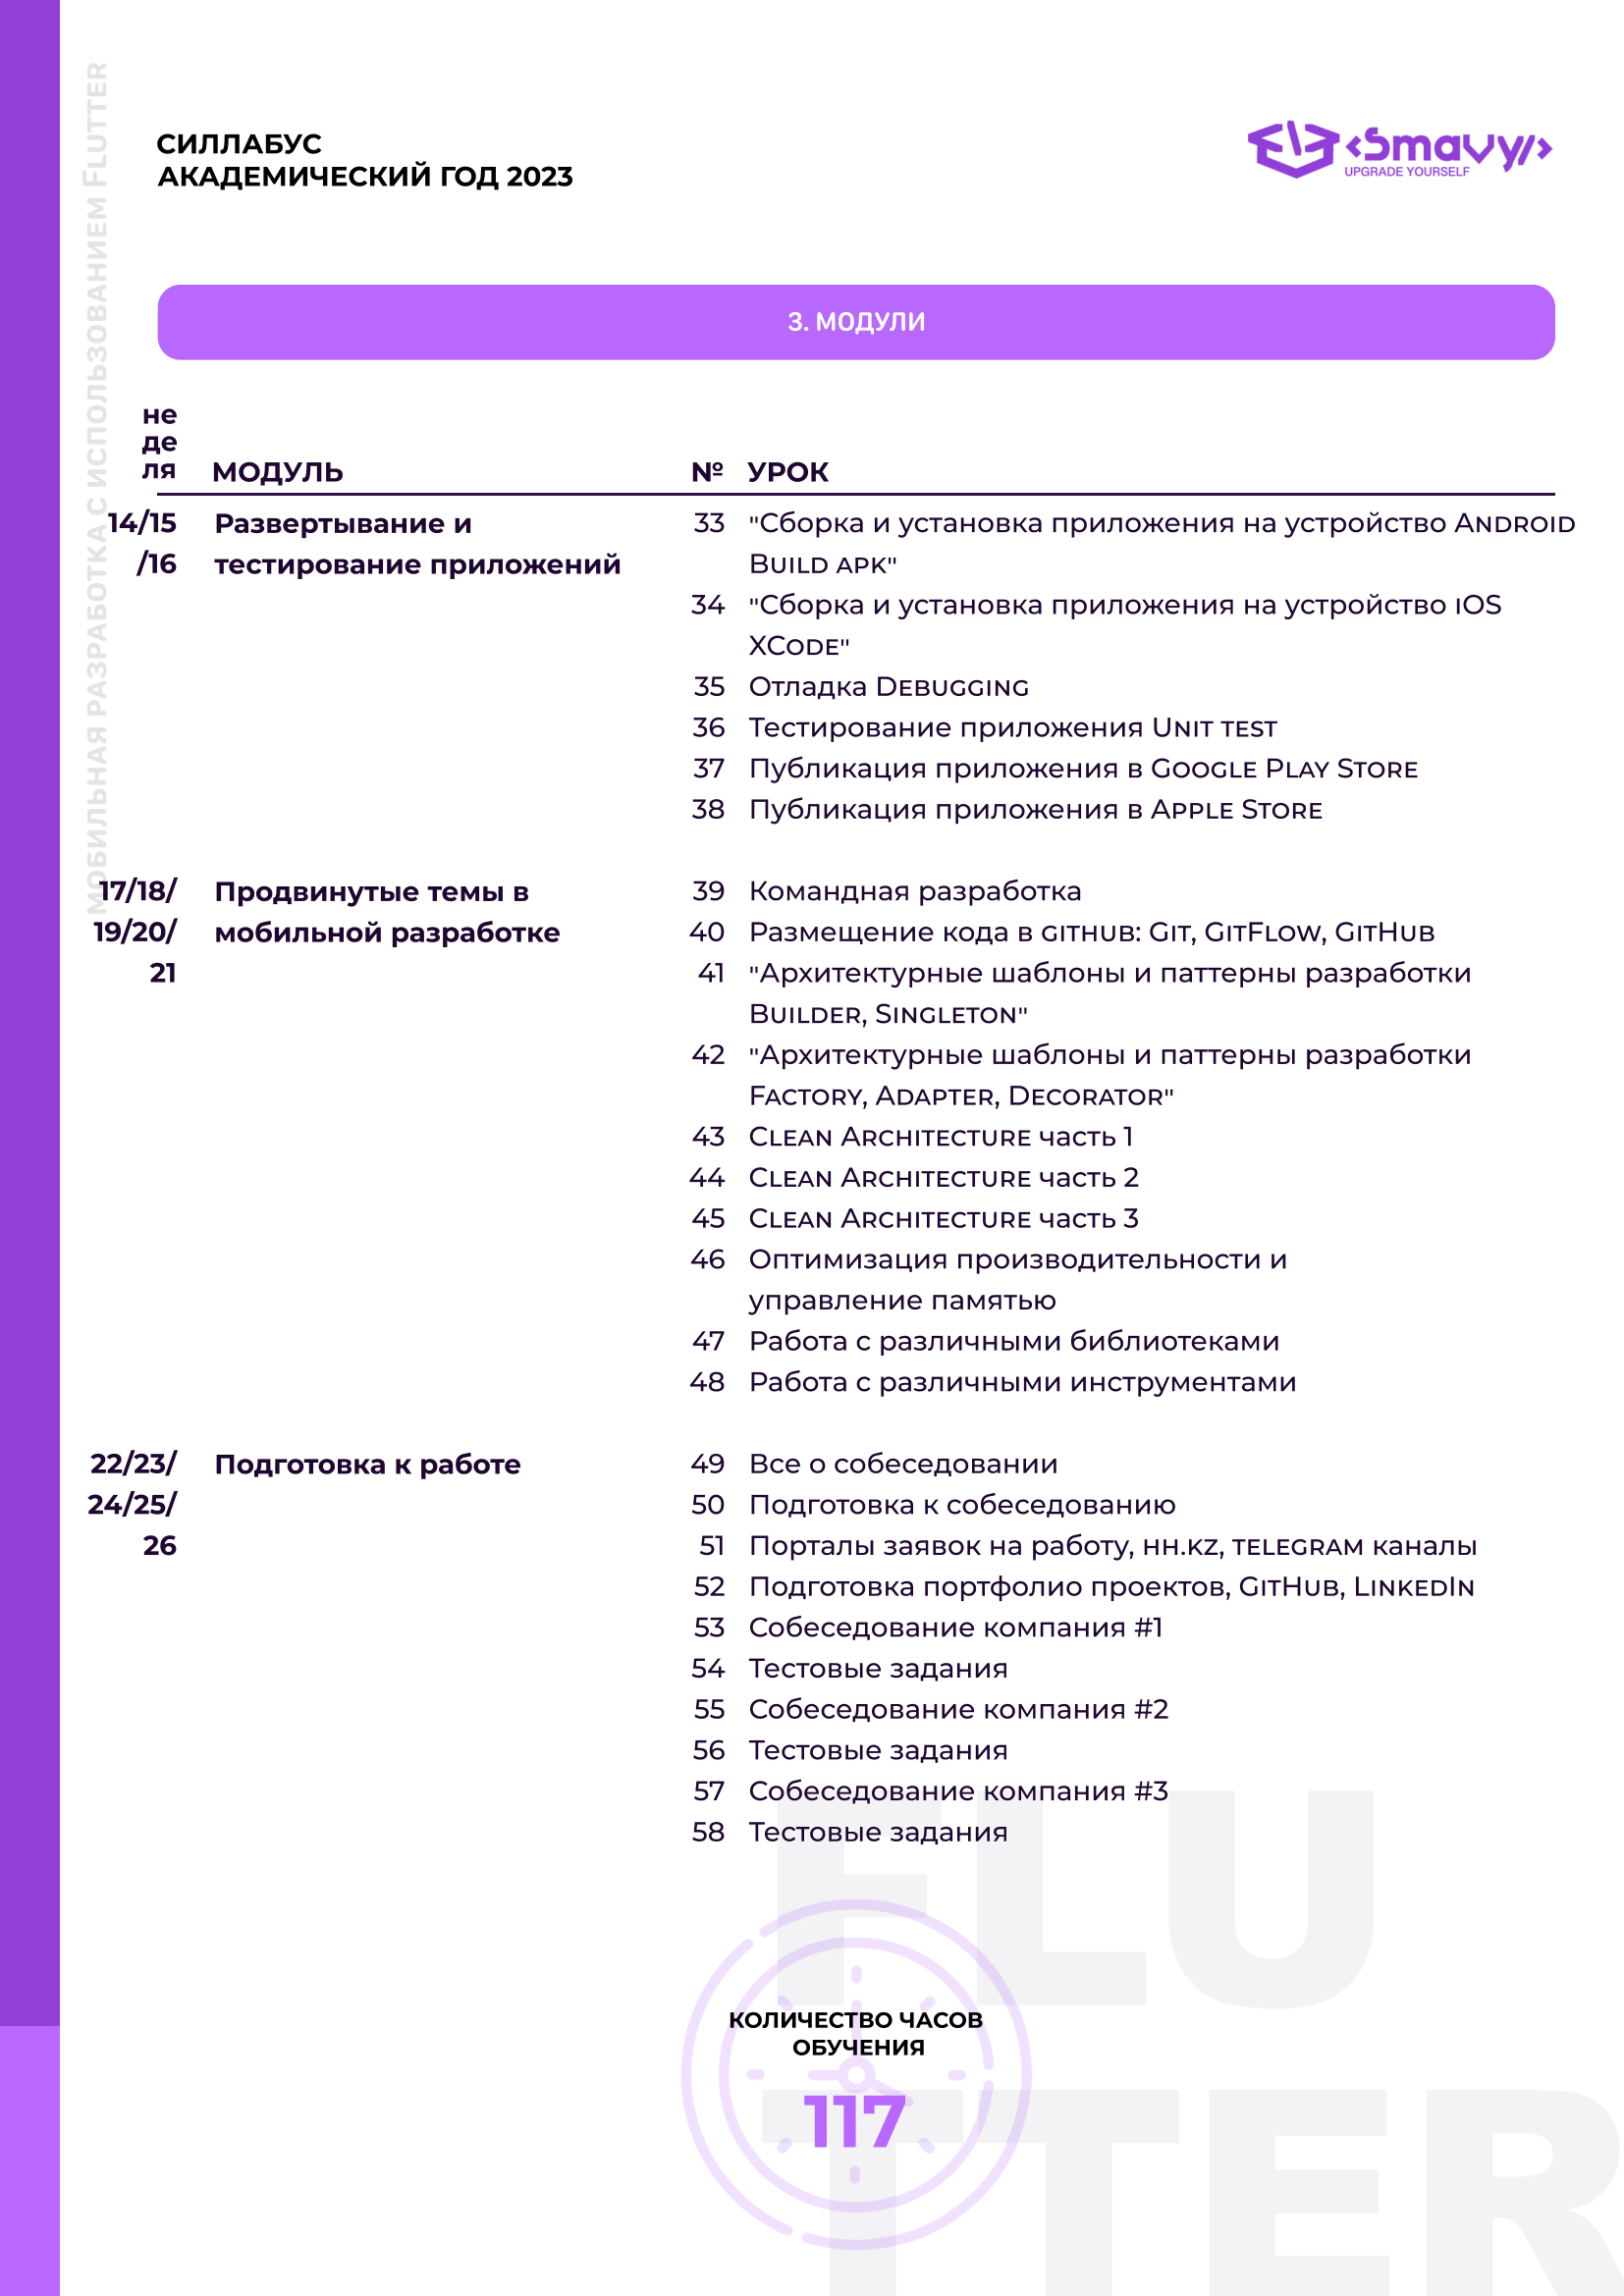 СИЛЛАБУС
АКАДЕМИЧЕСКИЙ ГОД 2023
<Smavy/>
UPGRADE YOURSELF
МОБИЛЬНАЯ РАЗРАБОТКА С ИСПОЛЬЗОВАНИЕМ FLUTTER
3. МОДУЛИ
не
де
ля МОДУЛЬ № УРОК
14/15 Развертывание и 33 "Сборка и установка приложения на устройство Android
/16 тестирование приложений Build apk"
34 "Сборка и установка приложения на устройство iOS
XCode"
35 Отладка Debugging
36 Тестирование приложения Unit test
37 Публикация приложения в Google Play Store
38 Публикация приложения в Apple Store
17/18/ Продвинутые темы в 39 Командная разработка
19/20/ мобильной разработке 40 Размещение кода в github: Git, GitFlow, GitHub
21 41 "Архитектурные шаблоны и паттерны разработки
Builder, Singleton"
42 "Архитектурные шаблоны и паттерны разработки
Factory, Adapter, Decorator"
43 Clean Architecture часть 1
44 Clean Architecture часть 2
45 Clean Architecture часть 3
46 Оптимизация производительности и
управление памятью
47 Работа с различными библиотеками
48 Работа с различными инструментами
22/23/ Подготовка к работе 49 Все о собеседовании
24/25/ 50 Подготовка к собеседованию
26 51 Порталы заявок на работу, hh.kz, telegram каналы
52 Подготовка портфолио проектов, GitHub, LinkedIn
53 Собеседование компания #1
54 Тестовые задания
55 Собеседование компания #2
56 Тестовые задания
57 Собеседование компания #3
58 Тестовые задания
FLU
TTER
КОЛИЧЕСТВО ЧАСОВ
ОБУЧЕНИЯ
117